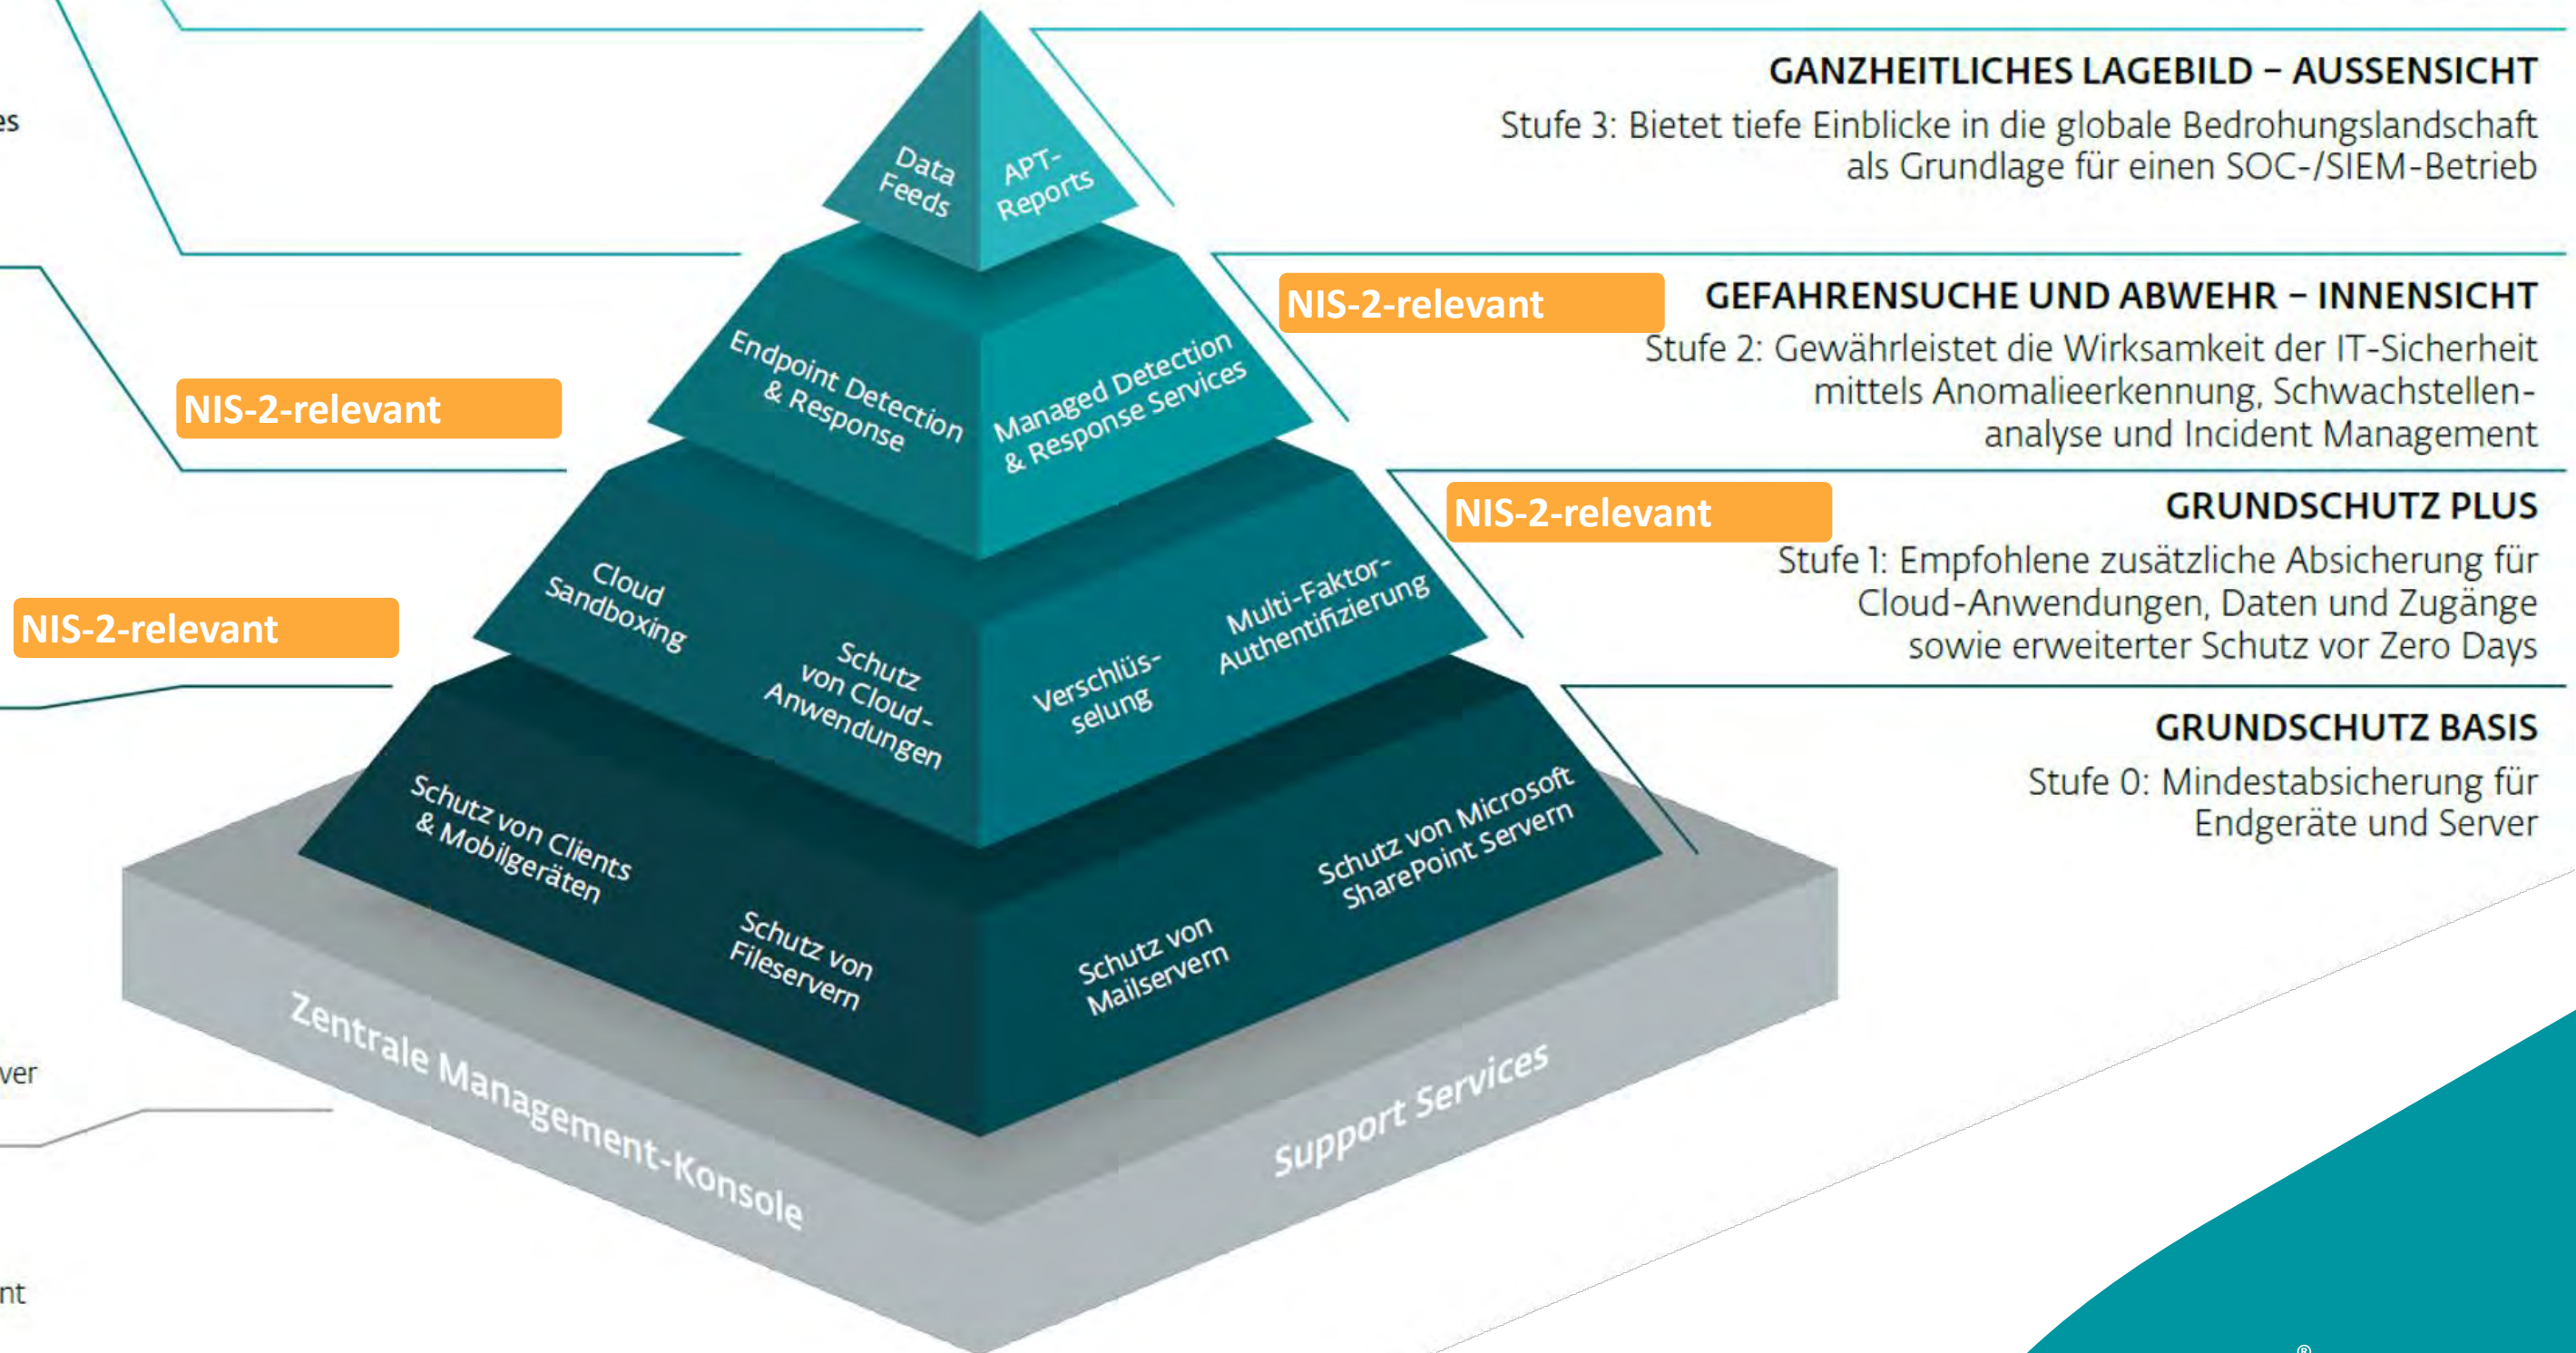 GANZHEITLICHES LAGEBILD – AUSSENSICHT
Stufe 3: Bietet tiefe Einblicke in die globale Bedrohungslandschaft
als Grundlage für einen SOC-/SIEM-Betrieb
es
Data
Feeds
APT-
Reports
NIS-2-relevant
GEFAHRENSUCHE UND ABWEHR – INNENSICHT
Stufe 2: Gewährleistet die Wirksamkeit der IT-Sicherheit
mittels Anomalieerkennung, Schwachstellen-
analyse und Incident Management
Endpoint Detection
& Response
Managed Detection
& Response Services
NIS-2-relevant
NIS-2-relevant
GRUNDSCHUTZ PLUS
Stufe 1: Empfohlene zusätzliche Absicherung für
Cloud-Anwendungen, Daten und Zugänge
sowie erweiterter Schutz vor Zero Days
Cloud
Sandboxing
Schutz
von Cloud-
Anwendungen
Verschlüs-
selung
Multi-Faktor-
Authentifizierung
NIS-2-relevant
GRUNDSCHUTZ BASIS
Stufe 0: Mindestabsicherung für
Endgeräte und Server
Schutz von Clients
& Mobilgeräten
Schutz von
Fileservern
Schutz von
Mailservern
Schutz von Microsoft
SharePoint Servern
ver
Zentrale Management-Konsole
Support Services
nt
®